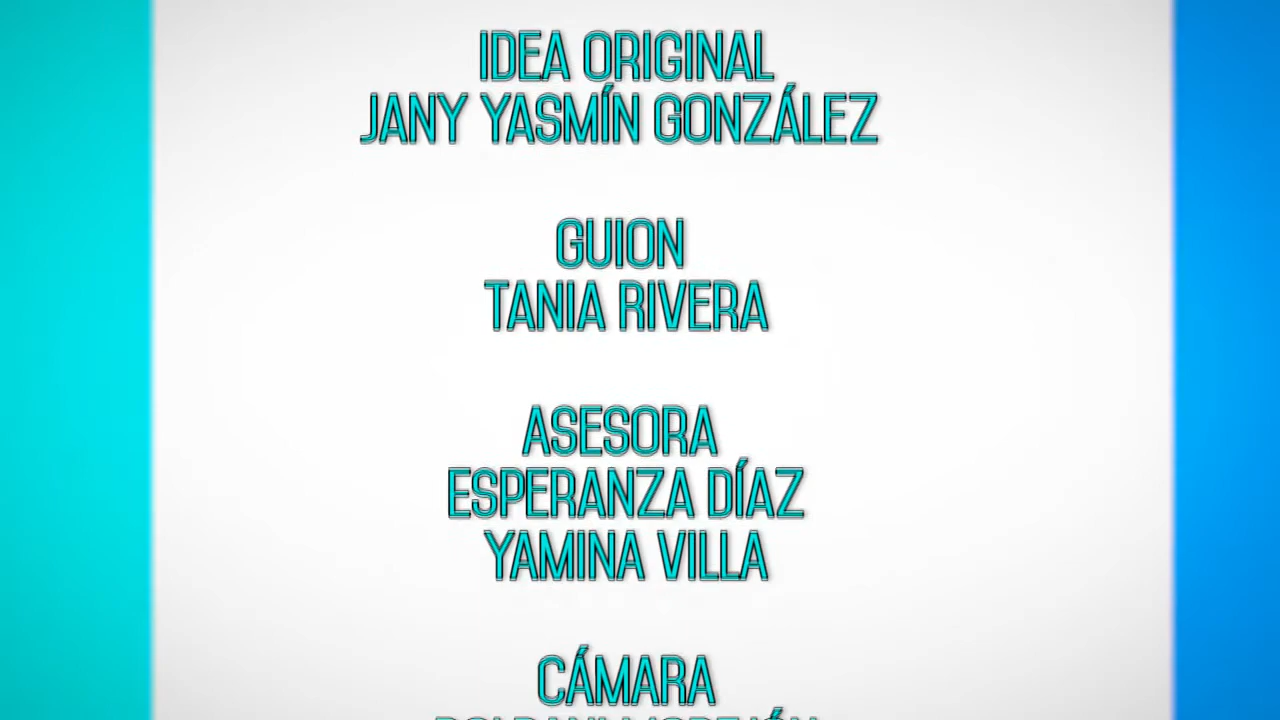 IDEA ORIGINAL
JANY YASMÍN GONZÁLEZ
GUION
TANIA RIVERA
ASESORA
ESPERANZA DÍAZ
YAMINA VILLA
CÁMARA